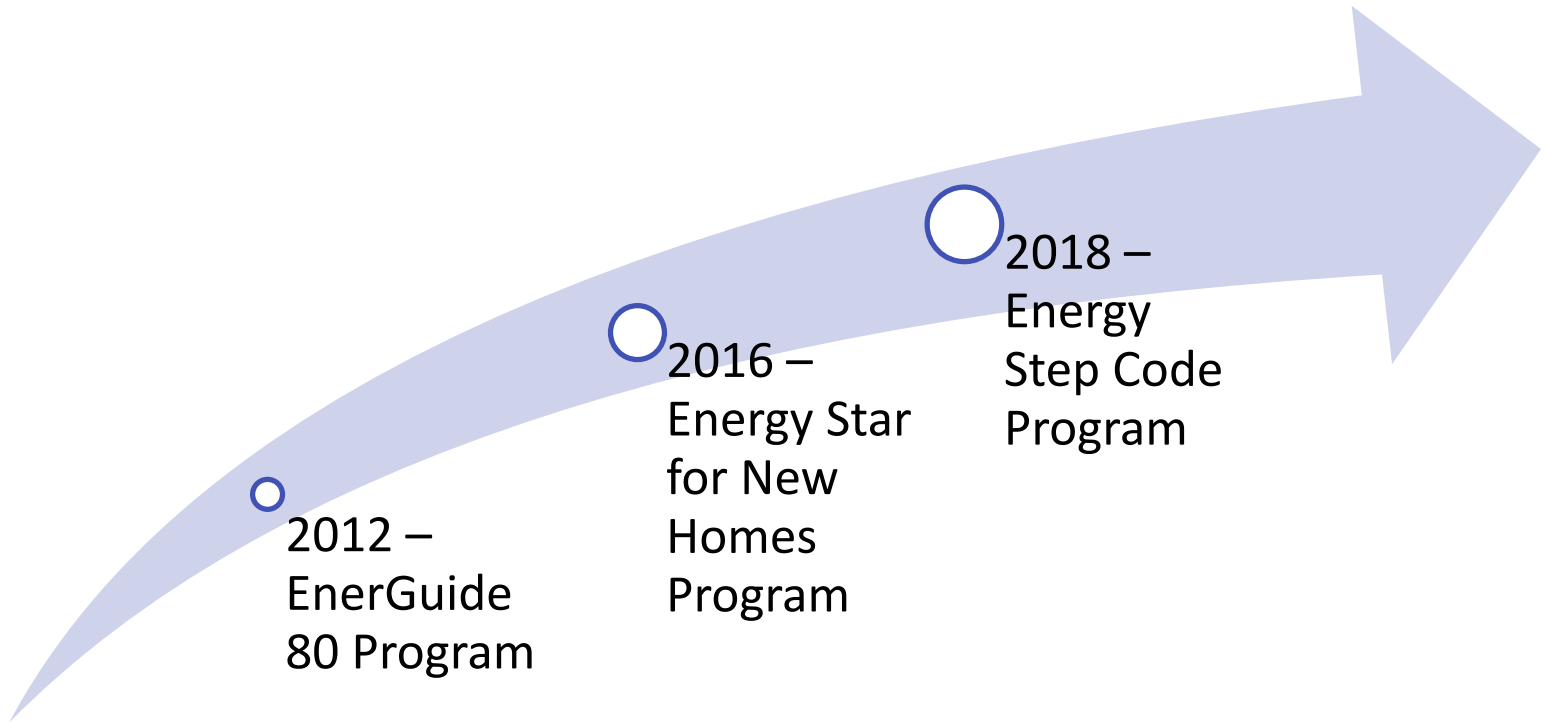 2012 –
EnerGuide
80 Program
2016 –
Energy Star
for New
Homes
Program
2018 –
Energy
Step Code
Program